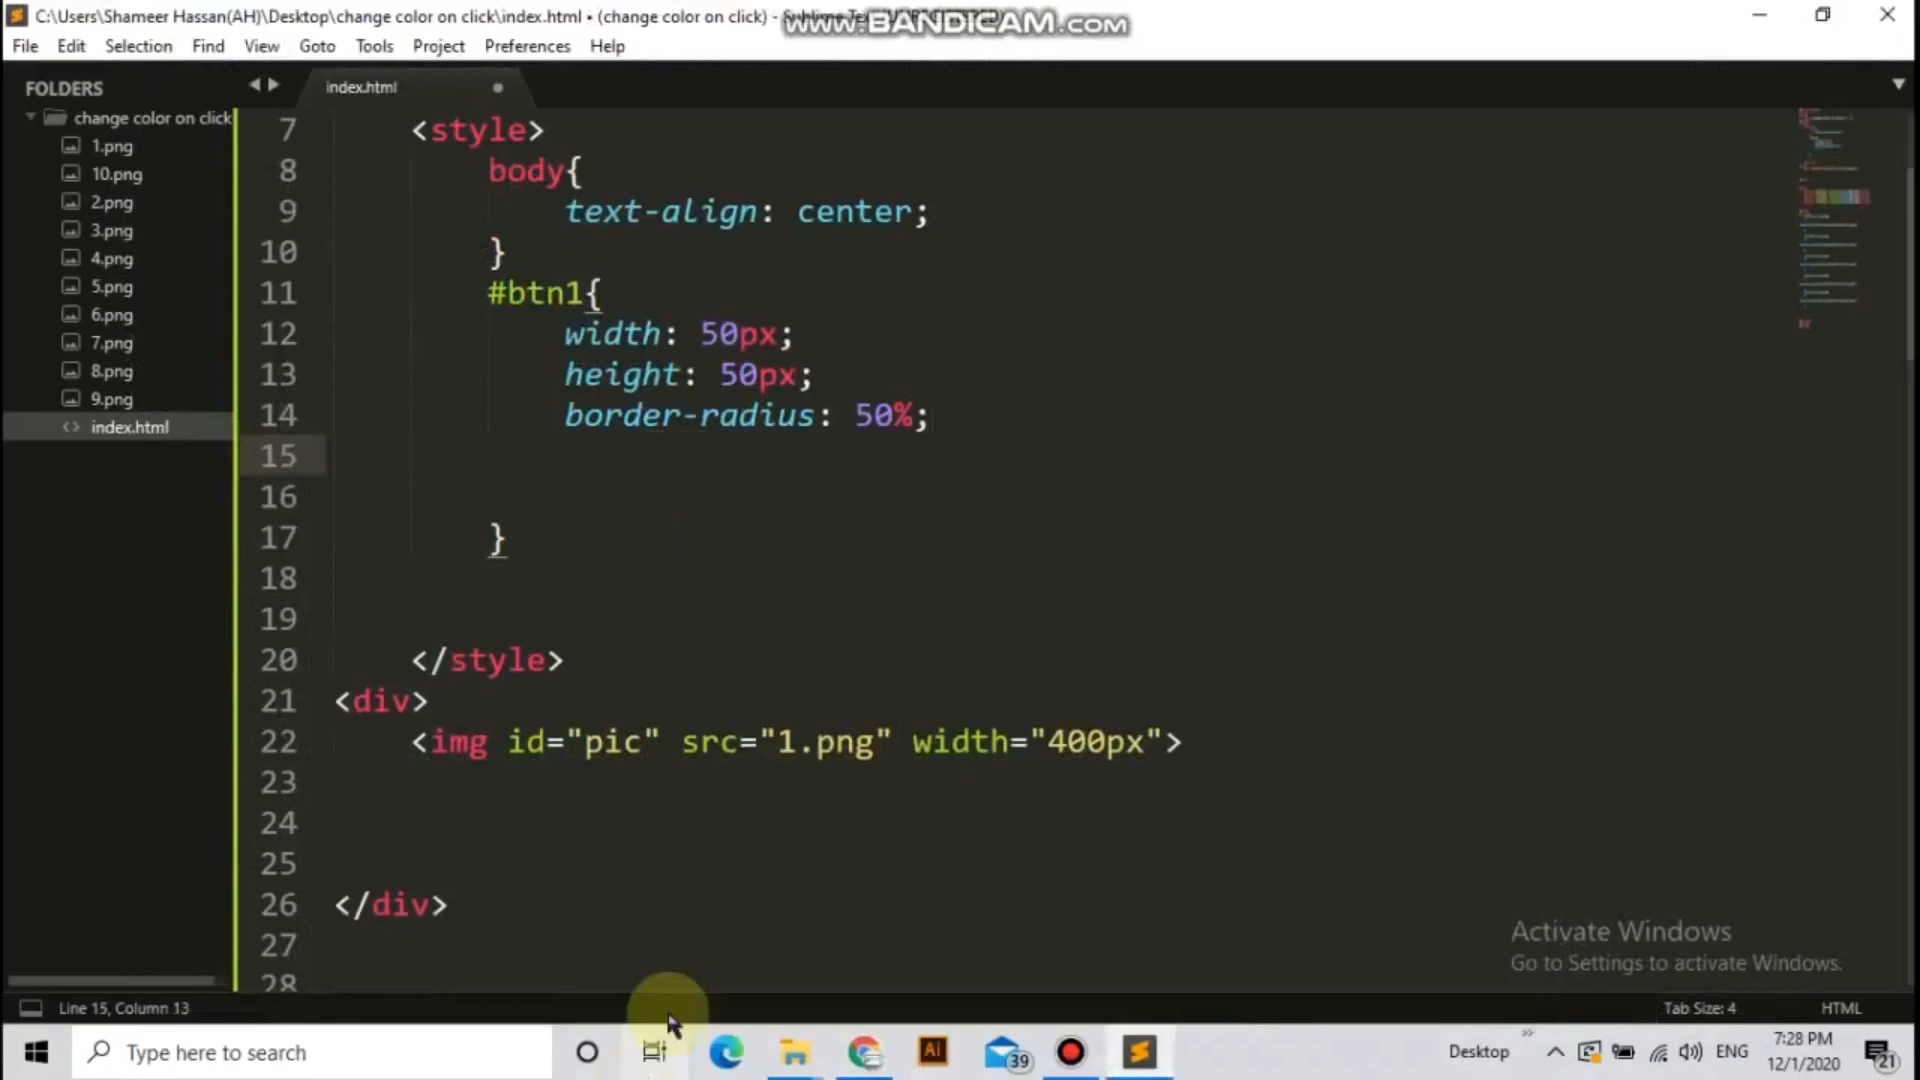 C:\Users\Shameer Hassan(AH)\Desktop\change color on click\index.html • (change color on click) - Sublime Text (UNREGISTERED)
www.BANDICAM.com
File Edit Selection Find View Goto Tools Project Preferences Help
FOLDERS
change color on click
1.png
10.png
2.png
3.png
4.png
5.png
6.png
7.png
8.png
9.png
<> index.html
index.html
7 <style>
8 body{
9 text-align: center;
10 }
11 #btn1{
12 width: 50px;
13 height: 50px;
14 border-radius: 50%;
15
16
17 }
18
19
20 </style>
21 <div>
22 <img id="pic" src="1.png" width="400px">
23
24
25
26 </div>
27
28
Activate Windows
Go to Settings to activate Windows.
Line 15, Column 13
Tab Size: 4
HTML
Type here to search
Ai
39
Desktop
ENG
7:28 PM
12/1/2020
21